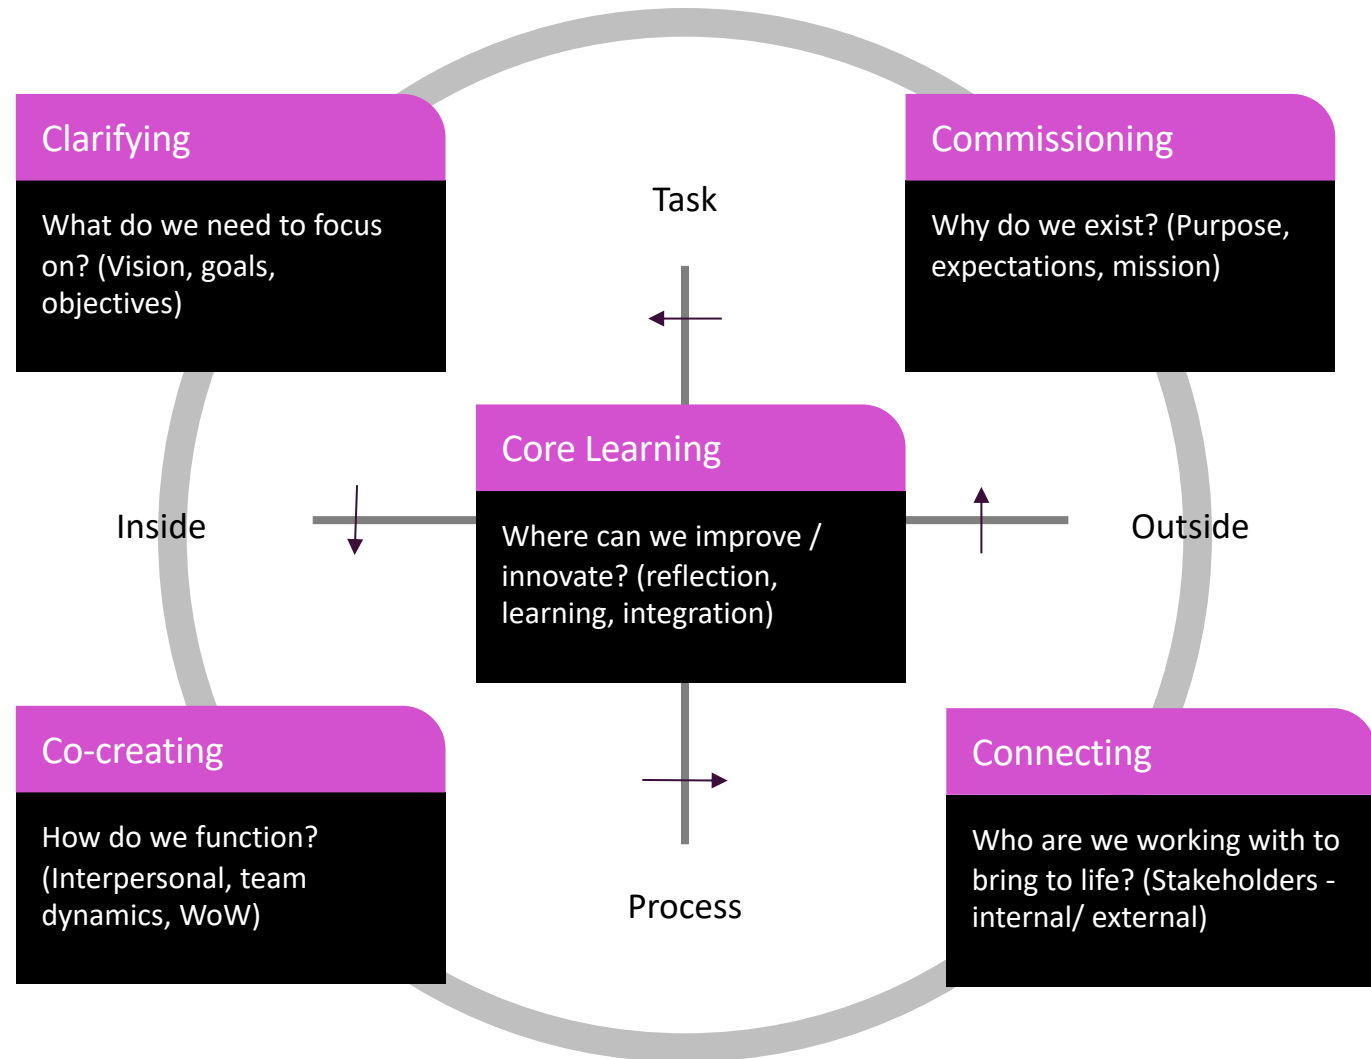 Clarifying
What do we need to focus
on? (Vision, goals,
objectives)
Task
Commissioning
Why do we exist? (Purpose,
expectations, mission)
Inside
Core Learning
Where can we improve /
innovate? (reflection,
learning, integration)
Outside
Co-creating
How do we function?
(Interpersonal, team
dynamics, WoW)
Process
Connecting
Who are we working with to
bring to life? (Stakeholders -
internal/ external)